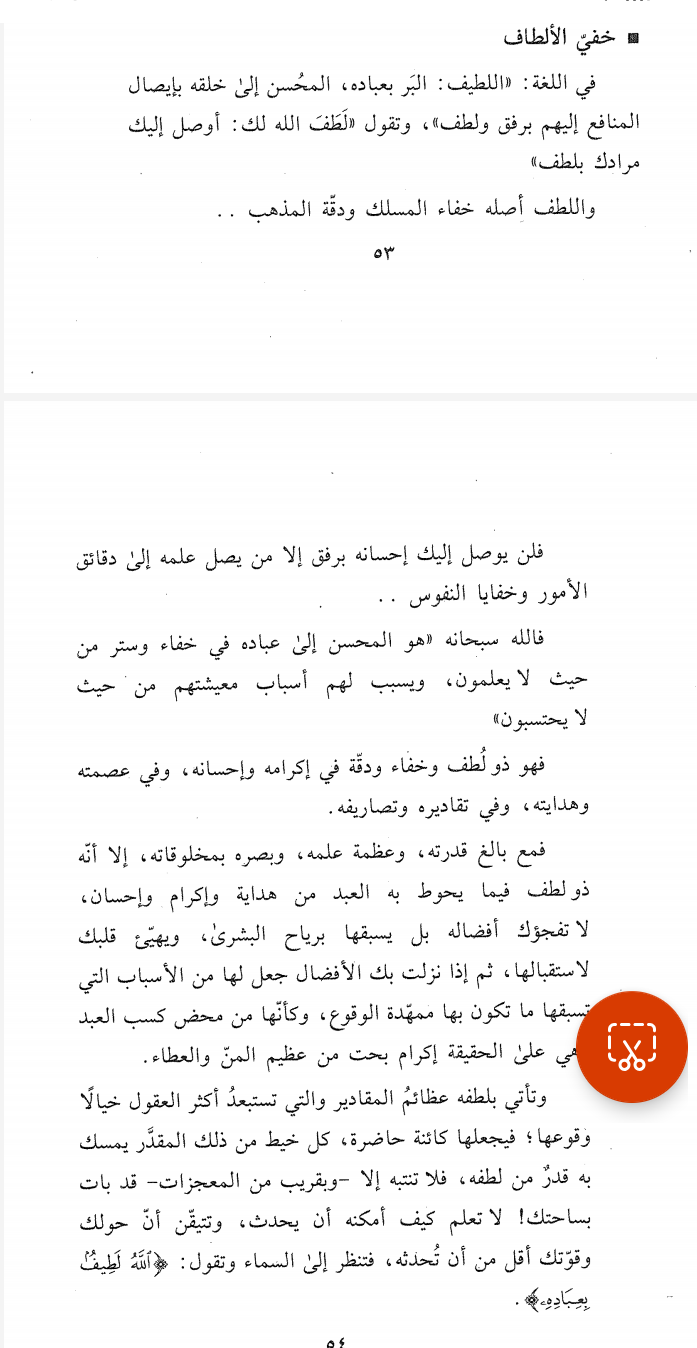 خفيّ الألطاف
في اللغة: «اللطيف: البَر بعباده، المحُسن إلىٰ خلقه بإيصال
المنافع إليهم برفق ولطف»، وتقول «لَطَفَ الله لك: أوصل إليك
مرادك بلطف»
واللطف أصله خفاء المسلك ودقّة المذهب ..
٥٣
فلن يوصل إليك إحسانه برفق إلا من يصل علمه إلىٰ دقائق
الأمور وخفايا النفوس ..
فالله سبحانه «هو المحسن إلىٰ عباده في خفاء وستر من
حيث لا يعلمون، ويسبب لهم أسباب معيشتهم من حيث
لا يحتسبون»
فهو ذو لُطف وخفاء ودقّة في إكرامه وإحسانه، وفي عصمته
وهدايته، وفي تقاديره وتصاريفه.
فمع بالغ قدرته، وعظمة علمه، وبصره بمخلوقاته، إلا أنّه
ذو لطف فيما يحوط به العبد من هداية وإكرام وإحسان،
لا تفجؤك أفضاله بل يسبقها برياح البشرىٰ، ويهيّئ قلبك
لاستقبالها، ثم إذا نزلت بك الأفضال جعل لها من الأسباب التي
تسبقها ما تكون بها ممهّدة الوقوع، وكأنّها من محض كسب العبد
علىٰ الحقيقة إكرام بحت من عظيم المنّ والعطاء.
وتأتي بلطفه عظائمُ المقادير والتي تستبعدُ أكثر العقول خيالًا
وقوعها؛ فيجعلها كائنة حاضرة، كل خيط من ذلك المقدَّر يمسك
به قدرٌ من لطفه، فلا تنتبه إلا -وبقريب من المعجزات- قد بات
بساحتك! لا تعلم كيف أمكنه أن يحدث، وتتيقّن أنّ حولك
وقوّتك أقل من أن تُحدثه، فتنظر إلىٰ السماء وتقول: ﴿ٱللَّهُ لَطِيفُۢ
بِعِبَادِهِۦ﴾.
٥٤